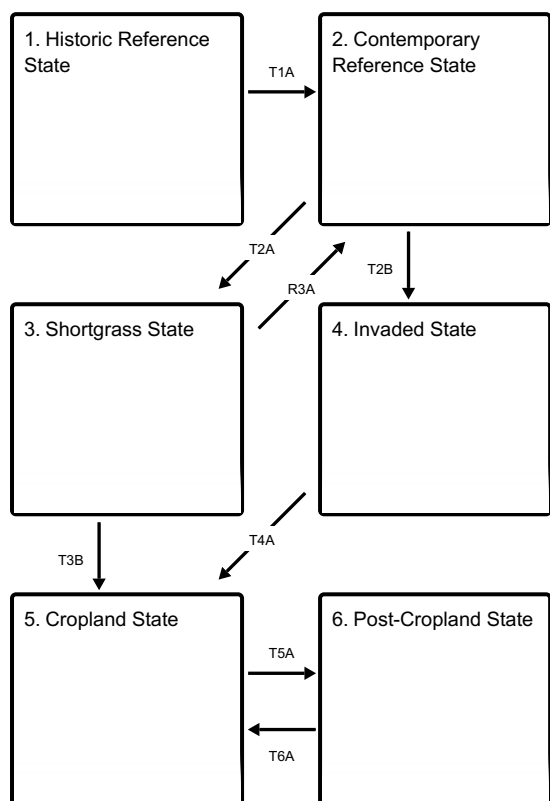 1. Historic Reference
State
T1A
2. Contemporary
Reference State
T2A
R3A
T2B
3. Shortgrass State
4. Invaded State
T3B
T4A
5. Cropland State
T5A
T6A
6. Post-Cropland State